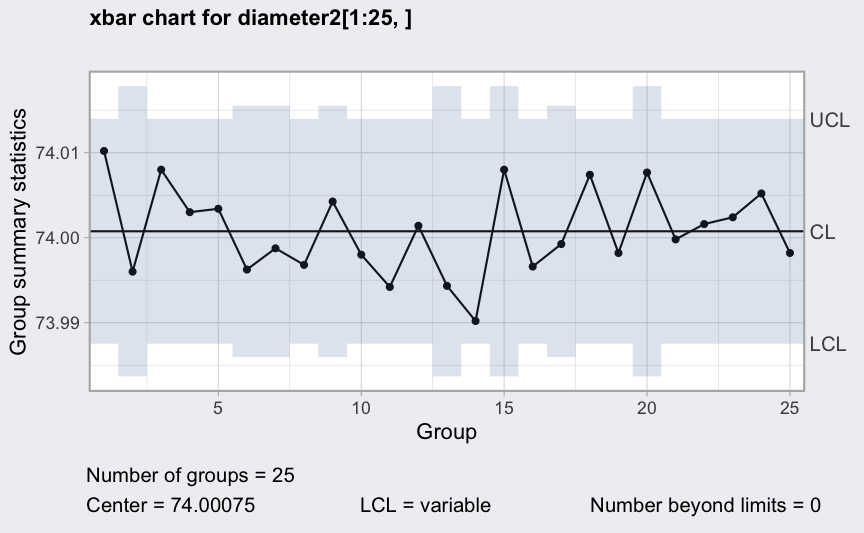 xbar chart for diameter2[1:25, ]
Group summary statistics
74.01
74.00
73.99
UCL
CL
LCL
5 10 15 20 25
Group
Number of groups = 25
Center = 74.00075 LCL = variable Number beyond limits = 0